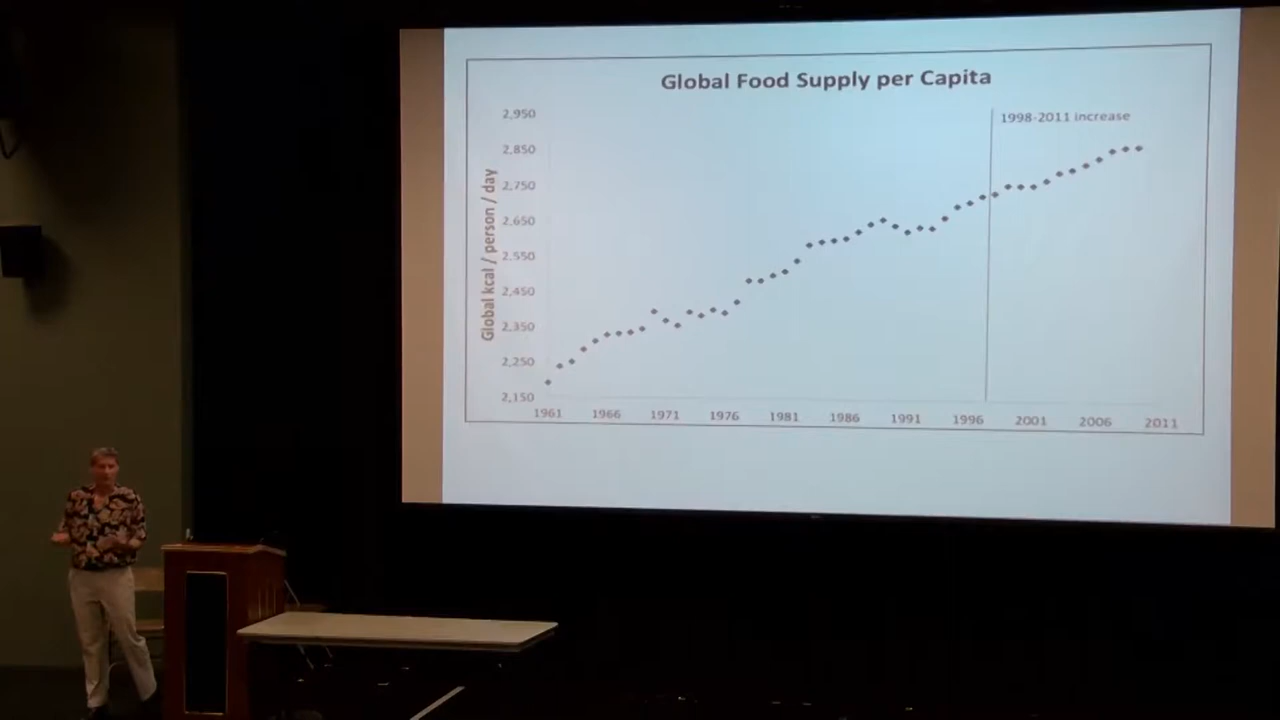 Global Food Supply per Capita
2,950
2,850
2,750
2,650
2,550
2,450
2,350
2,250
2,150
Global kcal / person / day
1998-2011 increase
1961 1966 1971 1976 1981 1986 1991 1996 2001 2006 2011